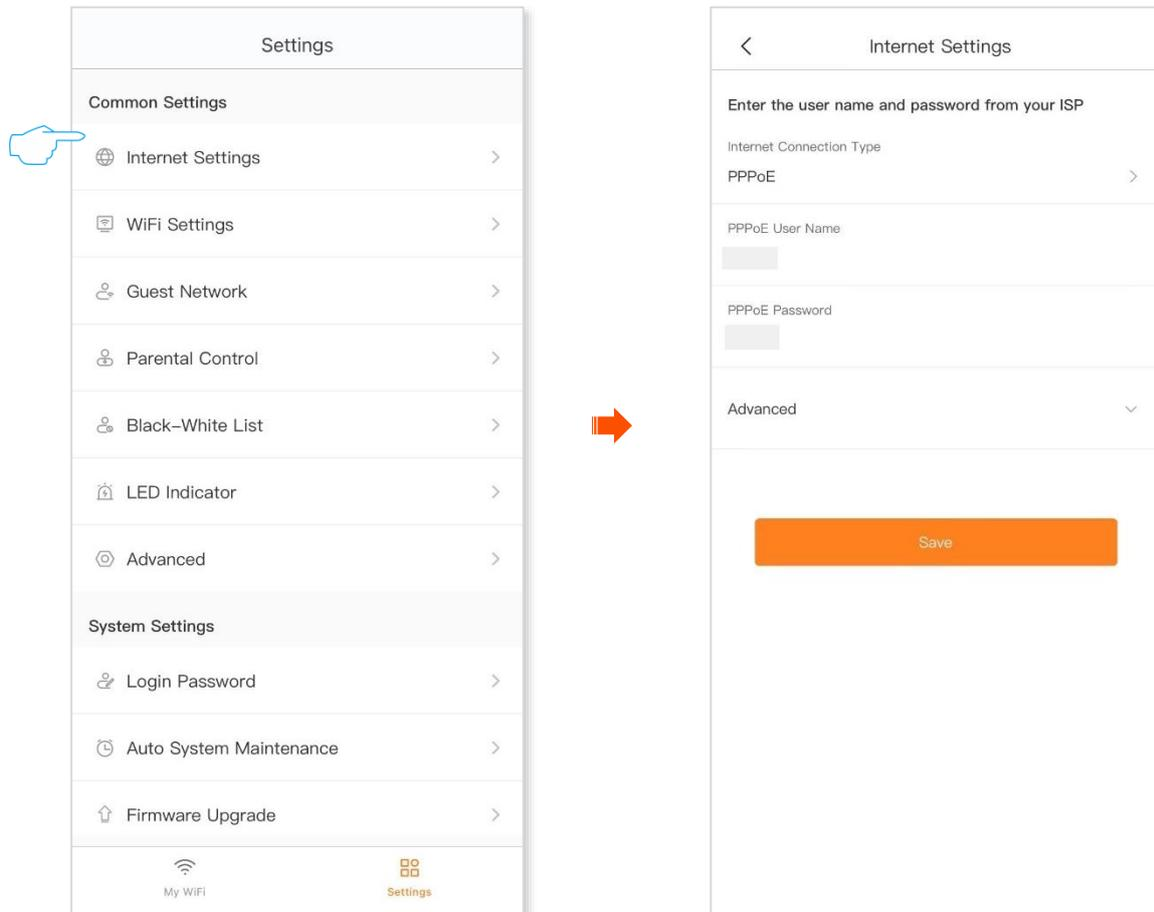 Settings
Common Settings
Internet Settings
WiFi Settings
Guest Network
Parental Control
Black-White List
LED Indicator
Advanced
System Settings
Login Password
Auto System Maintenance
Firmware Upgrade
My WiFi
Settings
Internet Settings
Enter the user name and password from your ISP
Internet Connection Type
PPPoE
PPPoE User Name
PPPoE Password
Advanced
Save